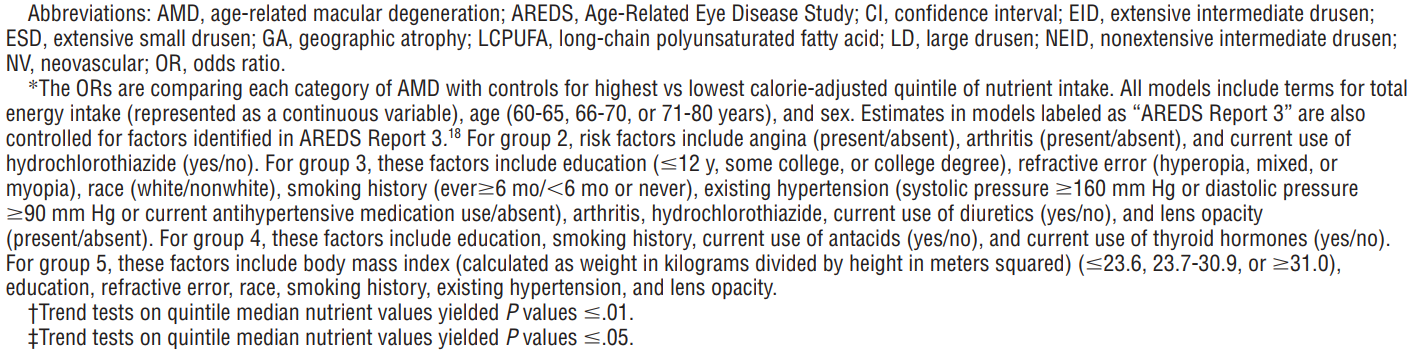 Abbreviations: AMD, age-related macular degeneration; AREDS, Age-Related Eye Disease Study; CI, confidence interval; EID, extensive intermediate drusen;
ESD, extensive small drusen; GA, geographic atrophy; LCPUFA, long-chain polyunsaturated fatty acid; LD, large drusen; NEID, nonextensive intermediate drusen;
NV, neovascular; OR, odds ratio.
*The ORs are comparing each category of AMD with controls for highest vs lowest calorie-adjusted quintile of nutrient intake. All models include terms for total
energy intake (represented as a continuous variable), age (60-65, 66-70, or 71-80 years), and sex. Estimates in models labeled as “AREDS Report 3” are also
controlled for factors identified in AREDS Report 3.18 For group 2, risk factors include angina (present/absent), arthritis (present/absent), and current use of
hydrochlorothiazide (yes/no). For group 3, these factors include education (≤12 y, some college, or college degree), refractive error (hyperopia, mixed, or
myopia), race (white/nonwhite), smoking history (ever≥6 mo/<6 mo or never), existing hypertension (systolic pressure ≥160 mm Hg or diastolic pressure
≥90 mm Hg or current antihypertensive medication use/absent), arthritis, hydrochlorothiazide, current use of diuretics (yes/no), and lens opacity
(present/absent). For group 4, these factors include education, smoking history, current use of antacids (yes/no), and current use of thyroid hormones (yes/no).
For group 5, these factors include body mass index (calculated as weight in kilograms divided by height in meters squared) (≤23.6, 23.7-30.9, or ≥31.0),
education, refractive error, race, smoking history, existing hypertension, and lens opacity.
†Trend tests on quintile median nutrient values yielded P values ≤.01.
‡Trend tests on quintile median nutrient values yielded P values ≤.05.